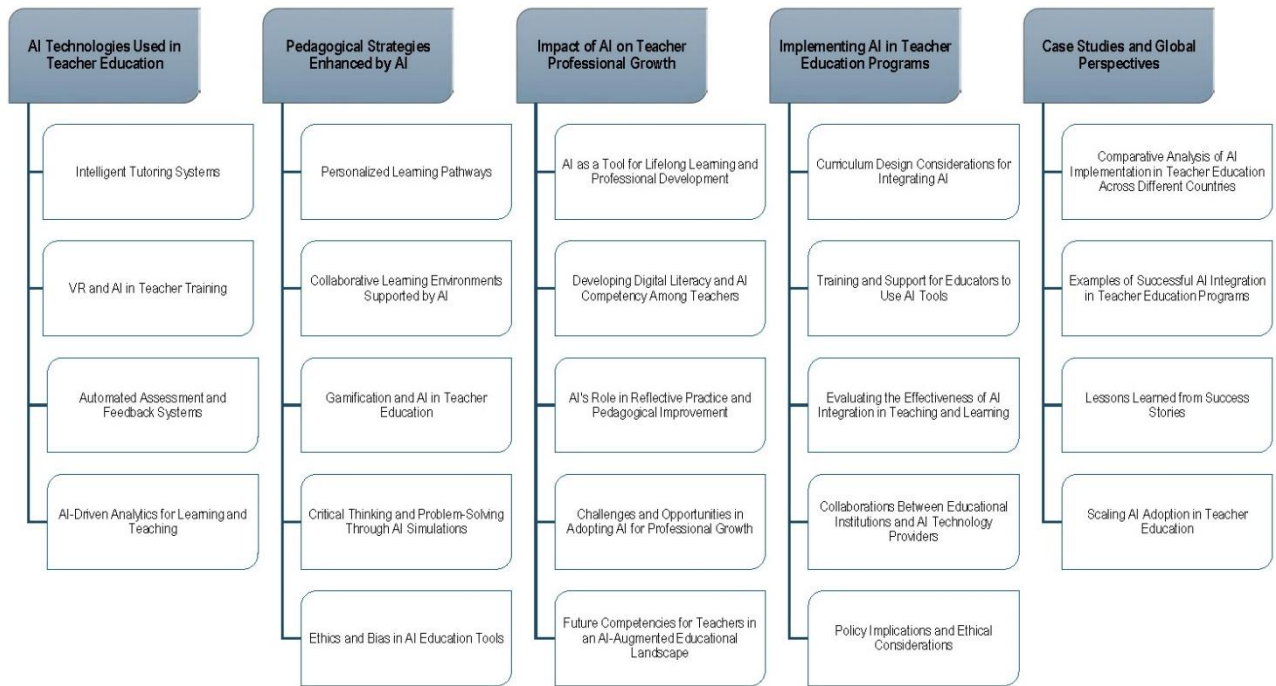 AI Technologies Used in
Teacher Education
Intelligent Tutoring Systems
VR and AI in Teacher Training
Automated Assessment and
Feedback Systems
AI-Driven Analytics for Learning and
Teaching
Pedagogical Strategies
Enhanced by AI
Personalized Learning Pathways
Collaborative Learning Environments
Supported by AI
Gamification and AI in Teacher
Education
Critical Thinking and Problem-Solving
Through AI Simulations
Ethics and Bias in AI Education Tools
Impact of AI on Teacher
Professional Growth
AI as a Tool for Lifelong Learning and
Professional Development
Developing Digital Literacy and AI
Competency Among Teachers
AI's Role in Reflective Practice and
Pedagogical Improvement
Challenges and Opportunities in
Adopting AI for Professional Growth
Future Competencies for Teachers in
an AI-Augmented Educational
Landscape
Implementing AI in Teacher
Education Programs
Curriculum Design Considerations for
Integrating AI
Training and Support for Educators to
Use AI Tools
Evaluating the Effectiveness of AI
Integration in Teaching and Learning
Collaborations Between Educational
Institutions and AI Technology
Providers
Policy Implications and Ethical
Considerations
Case Studies and Global
Perspectives
Comparative Analysis of AI
Implementation in Teacher Education
Across Different Countries
Examples of Successful AI Integration
in Teacher Education Programs
Lessons Learned from Success
Stories
Scaling AI Adoption in Teacher
Education